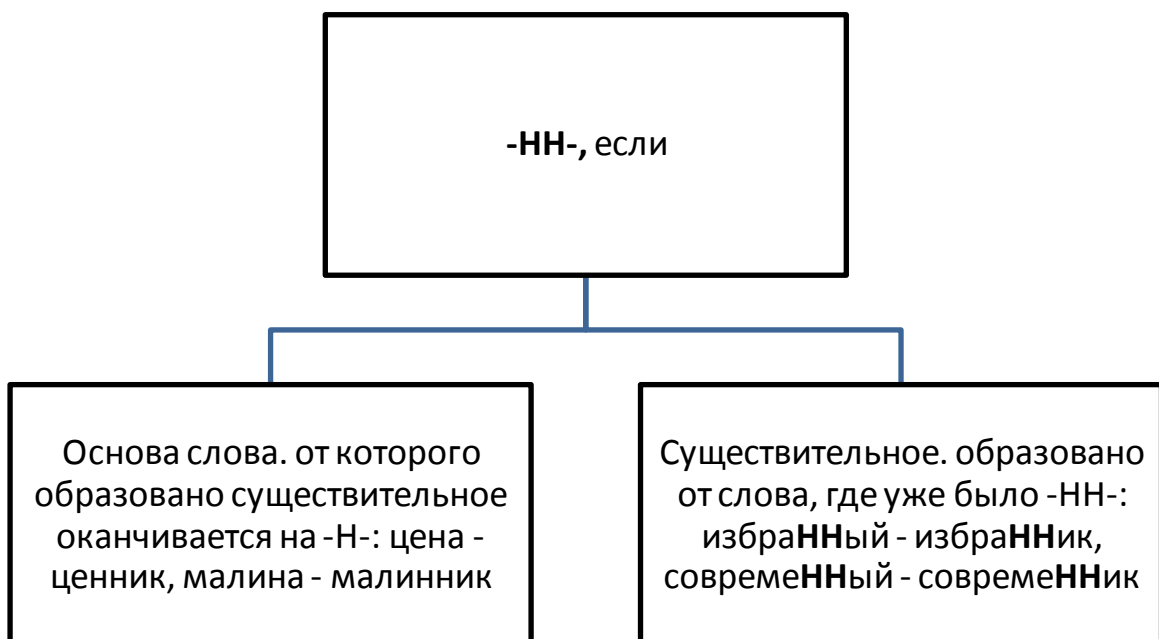 -НН-, если
Основа слова. от которого
образовано существительное
оканчивается на -Н-: цена -
ценник, малина - малинник
Существительное. образовано
от слова, где уже было -НН-:
избраННый - избраННик,
совремеННый - совремеННик